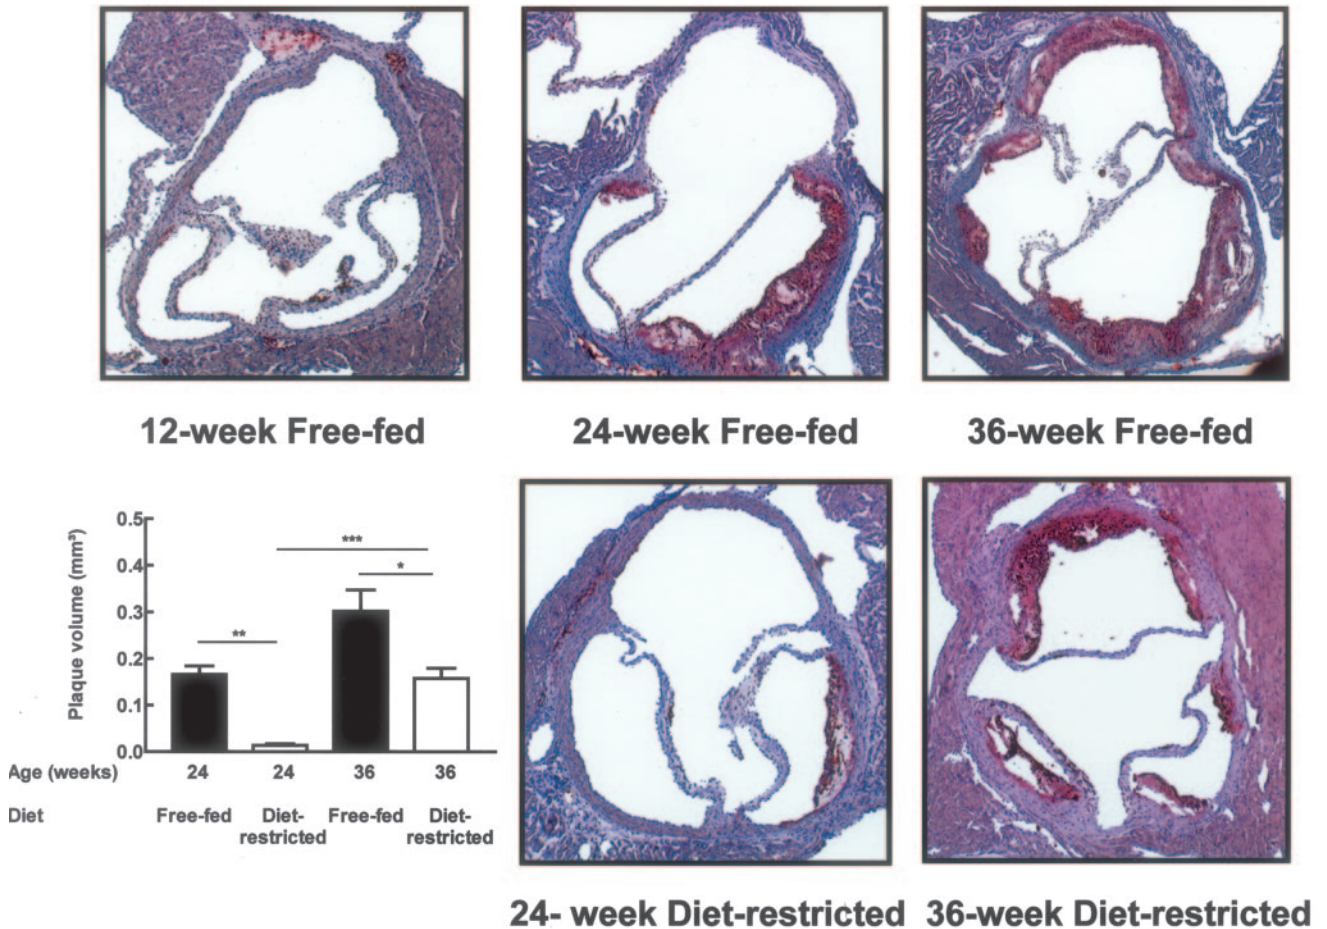 12-week Free-fed
24-week Free-fed
36-week Free-fed
Plaque volume (mm³)
0.5
0.4
0.3
0.2
0.1
0.0
***
*
**
Age (weeks) 24 24 36 36
Diet Free-fed Diet-restricted Free-fed Diet-restricted
24- week Diet-restricted
36-week Diet-restricted